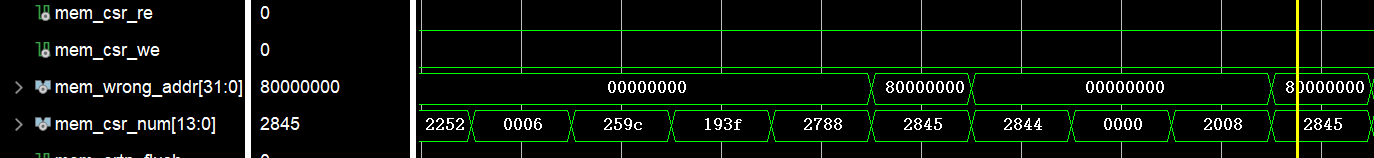 mem_csr_re 0
mem_csr_we 0
mem_wrong_addr[31:0] 80000000 00000000 80000000 00000000 80000000
mem_csr_num[13:0] 2845 2252 0006 259c 193f 2788 2845 2844 0000 2008 2845